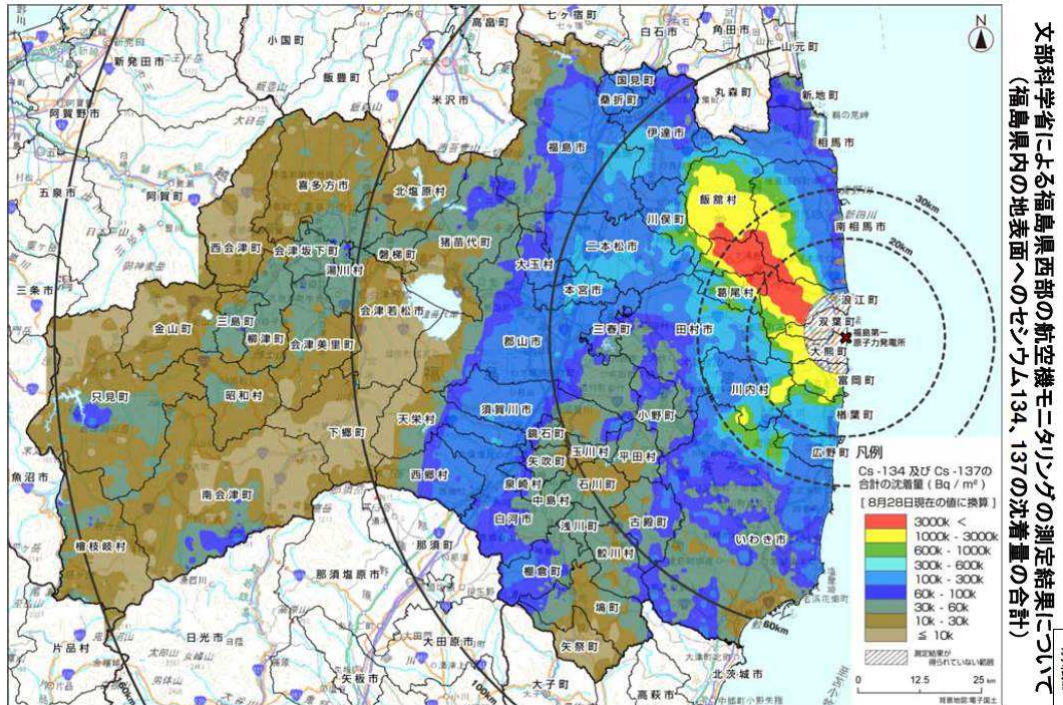 文部科学省による福島県西部の航空機モニタリングの測定結果について
（福島県内の地表面へのセシウム134、137の沈着量の合計）
N
七ヶ宿町
高畠町
白石市
角田市
山元町
小国町
丸森町
新発田市
飯豊町
米沢市
国見町
桑折町
新地町
阿賀野市
伊達市
相馬市
福島市
五泉市
阿賀町
喜多方市
北塩原村
飯舘村
川俣町
南相馬市
30km
20km
西会津町
会津坂下町
湯川村
磐梯町
猪苗代町
二本松市
大玉村
本宮市
葛尾村
浪江町
三条市
双葉町
福島第一
原子力発電所
大熊町
金山町
三島町
柳津町
会津若松市
会津美里町
三春町
田村市
郡山市
富岡町
川内村
楢葉町
只見町
昭和村
下郷町
天栄村
須賀川市
小野町
鏡石町
玉川村
平田村
広野町
矢吹町
魚沼市
西郷村
泉崎村
石川町
南会津町
中島村
白河市
浅川町
古殿町
いわき市
檜枝岐村
那須町
鮫川村
棚倉町
那須塩原市
塙町
80km
片品村
日光市
大田原市
矢祭町
矢板市
大子町
北茨城市
高萩市
160km
100km
凡例
Cs -134 及び Cs -137の
合計の沈着量 ( Bq / m² )
[ 8月28日現在の値に換算 ]
3000k <
1000k - 3000k
600k - 1000k
300k - 600k
100k - 300k
60k - 100k
30k - 60k
10k - 30k
≦ 10k
測定結果が
得られていない範囲
0 12.5 25 km
背景地図:電子国土